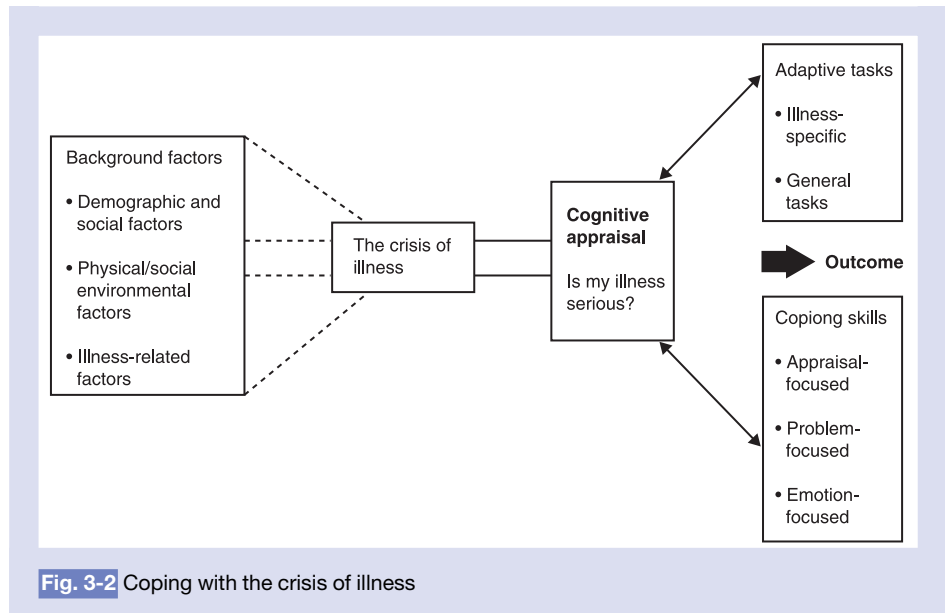 Background factors
• Demographic and
social factors
• Physical/social
environmental
factors
• Illness-related
factors
The crisis of
illness
Cognitive
appraisal
Is my illness
serious?
Adaptive tasks
• Illness-
specific
• General
tasks
Outcome
Copiong skills
• Appraisal-
focused
• Problem-
focused
• Emotion-
focused
Fig. 3-2 Coping with the crisis of illness